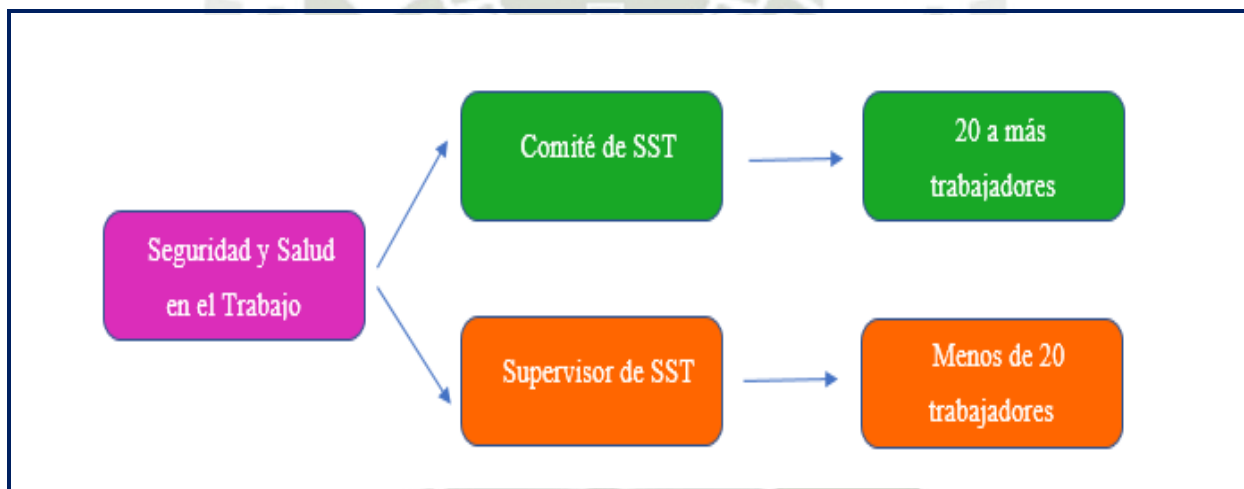 Seguridad y Salud
en el Trabajo
Comité de SST
20 a más
trabajadores
Supervisor de SST
Menos de 20
trabajadores